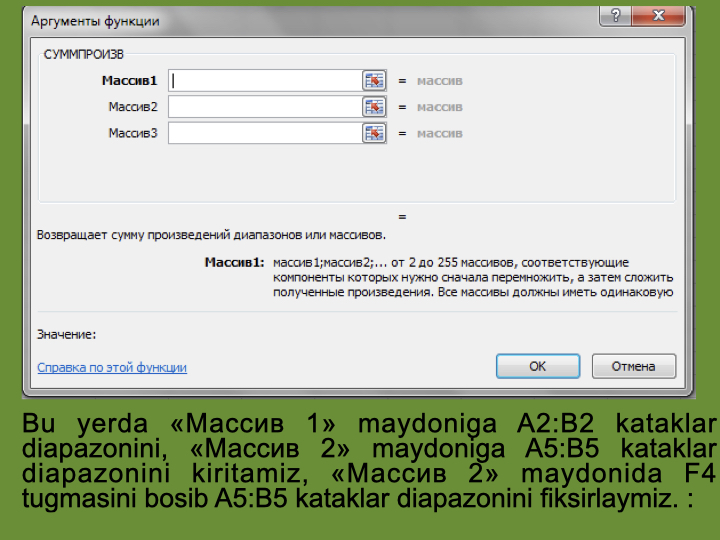 Аргументы функции
СУММПРОИЗВ
Массив1 = массив
Массив2 = массив
Массив3 = массив
=
Возвращает сумму произведений диапазонов или массивов.
Массив1: массив1;массив2;... от 2 до 255 массивов, соответствующие
компоненты которых нужно сначала перемножить, а затем сложить
полученные произведения. Все массивы должны иметь одинаковую
Значение:
Справка по этой функции
ОК
Отмена
Bu yerda «Массив 1» maydoniga A2:B2 kataklar
diapazonini, «Массив 2» maydoniga A5:B5 kataklar
diapazonini kiritamiz, «Массив 2» maydonida F4
tugmasini bosib A5:B5 kataklar diapazonini fiksirlaymiz. :